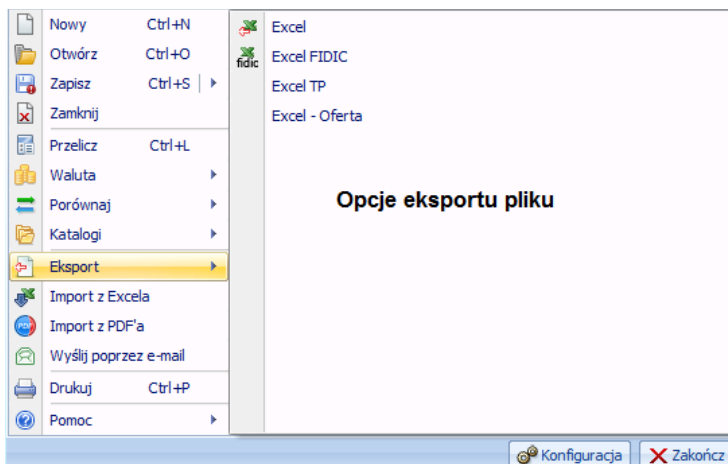 Nowy Ctrl+N
Otwórz Ctrl+O
Zapisz Ctrl+S
Zamknij
Przelicz Ctrl+L
Waluta
Porównaj
Katalogi
Eksport
Import z Excela
Import z PDF'a
Wyślij poprzez e-mail
Drukuj Ctrl+P
Pomoc
Excel
fidic Excel FIDIC
Excel TP
Excel - Oferta
Opcje eksportu pliku
Konfiguracja Zakończ